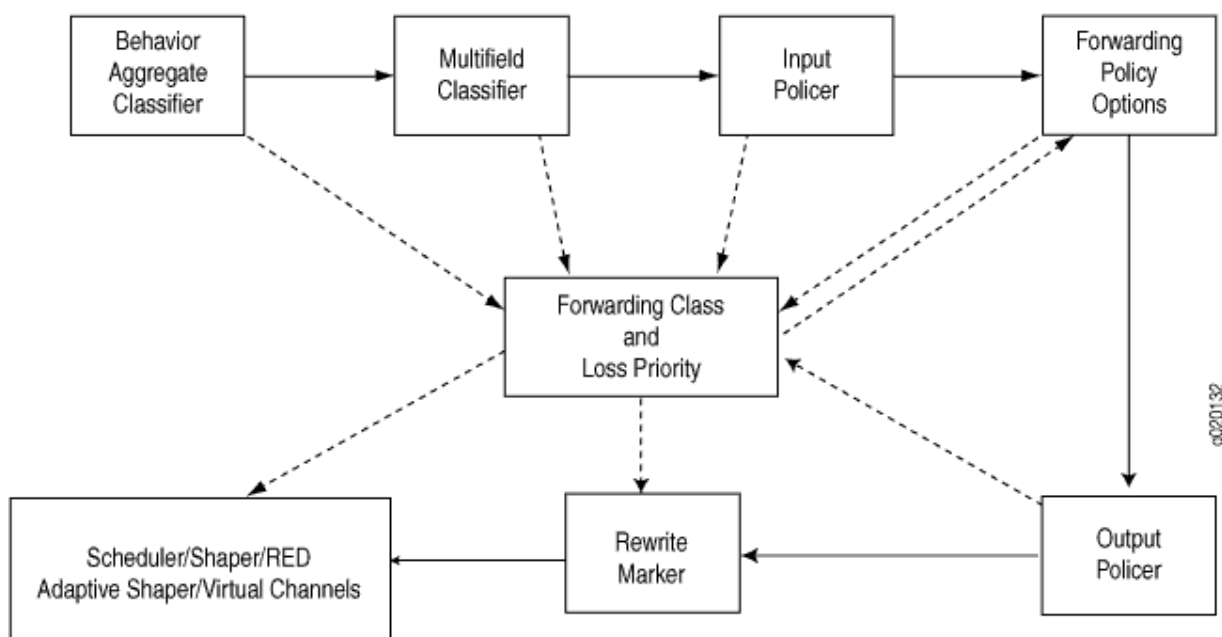 Behavior
Aggregate
Classifier
Multifield
Classifier
Input
Policer
Forwarding
Policy
Options
Forwarding Class
and
Loss Priority
g020132
Scheduler/Shaper/RED
Adaptive Shaper/Virtual Channels
Rewrite
Marker
Output
Policer